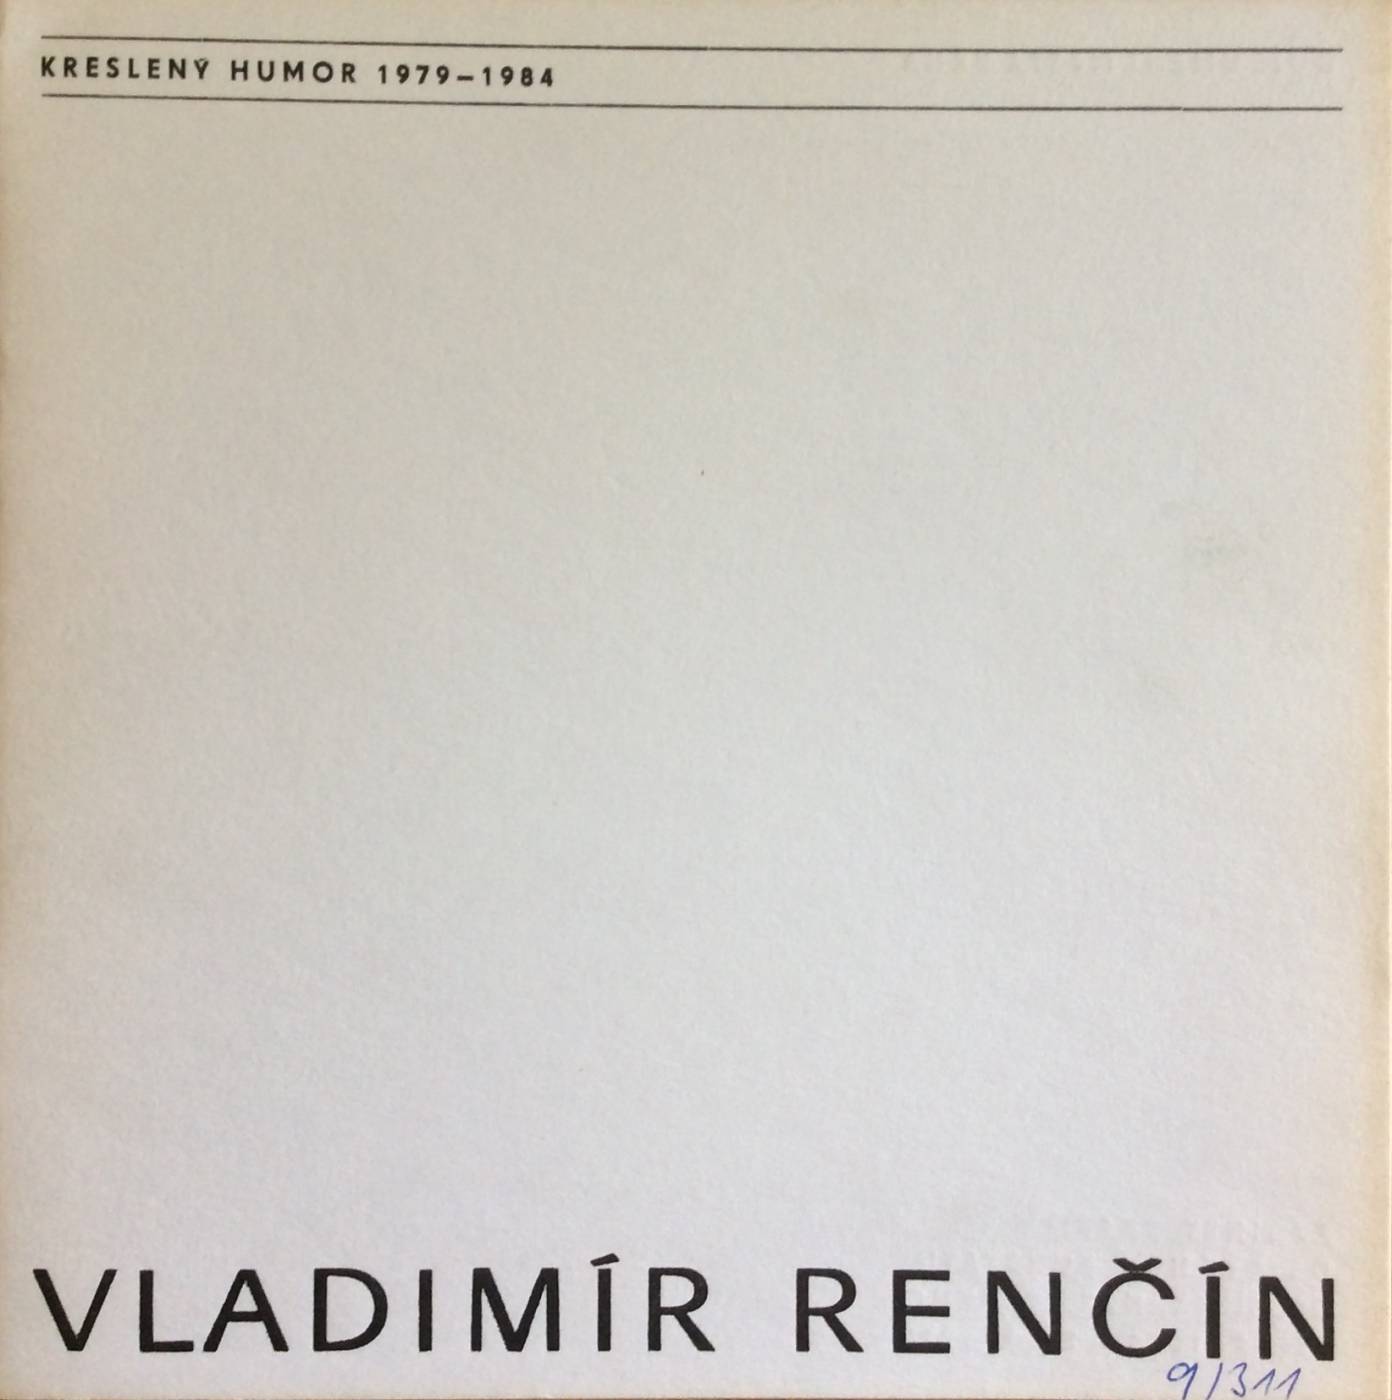 KRESLENÝ HUMOR 1979–1984
VLADIMÍR RENČÍN
9/311